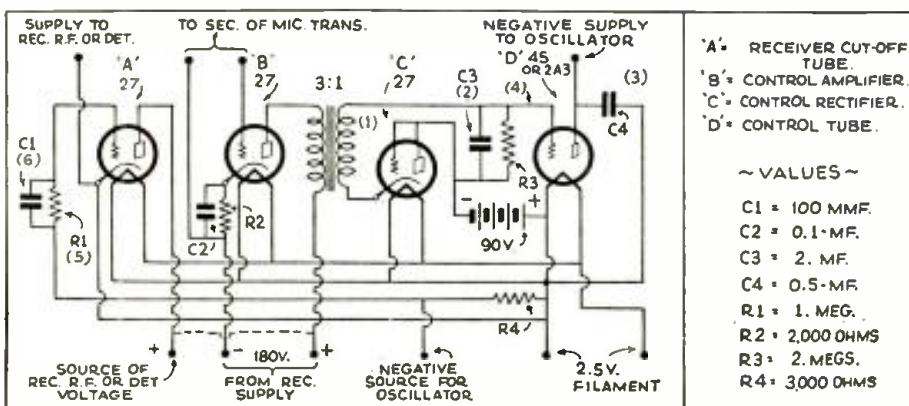 SUPPLY TO
REC. R.F. OR DET.
TO SEC. OF MIC. TRANS.
NEGATIVE SUPPLY
TO OSCILLATOR
'A'
27
'B'
27
3:1
'C'
27
C3
(2)
'D' 45
OR 2A3
(4)
(3)
C4
(1)
C1
(6)
R1
(5)
C2
R2
R3
- +
90V
R4
+
- 180V. +
SOURCE OF
REC. R.F. OR DET
VOLTAGE
FROM REC.
SUPPLY
NEGATIVE
SOURCE FOR
OSCILLATOR
2.5V.
FILAMENT
'A'= RECEIVER CUT-OFF
TUBE.
'B'= CONTROL AMPLIFIER.
'C'= CONTROL RECTIFIER.
'D'= CONTROL TUBE.
~ VALUES ~
C1 = 100 MMF.
C2 = 0.1-MF.
C3 = 2. MF.
C4 = 0.5-MF.
R1 = 1. MEG.
R2 = 2,000 OHMS
R3 = 2. MEGS.
R4 = 3,000 OHMS